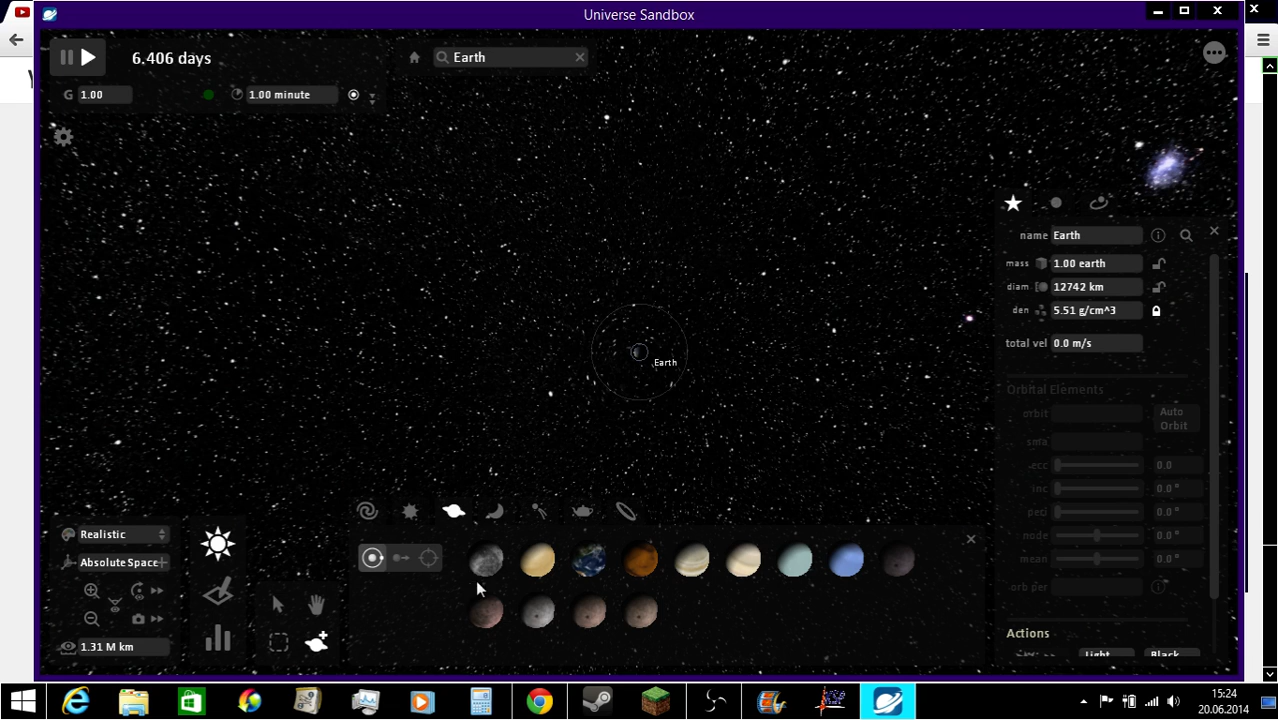 Universe Sandbox
6.406 days
Earth
G 1.00
1.00 minute
name Earth
mass 1.00 earth
diam 12742 km
den 5.51 g/cm^3
total vel 0.0 m/s
Earth
Orbital Elements
orbit
Auto
Orbit
sma
ecc 0.0
inc 0.0°
peri 0.0°
node 0.0°
mean 0.0°
orb per
Actions
Light Black
Realistic
Absolute Space
1.31 M km
15:24
20.06.2014